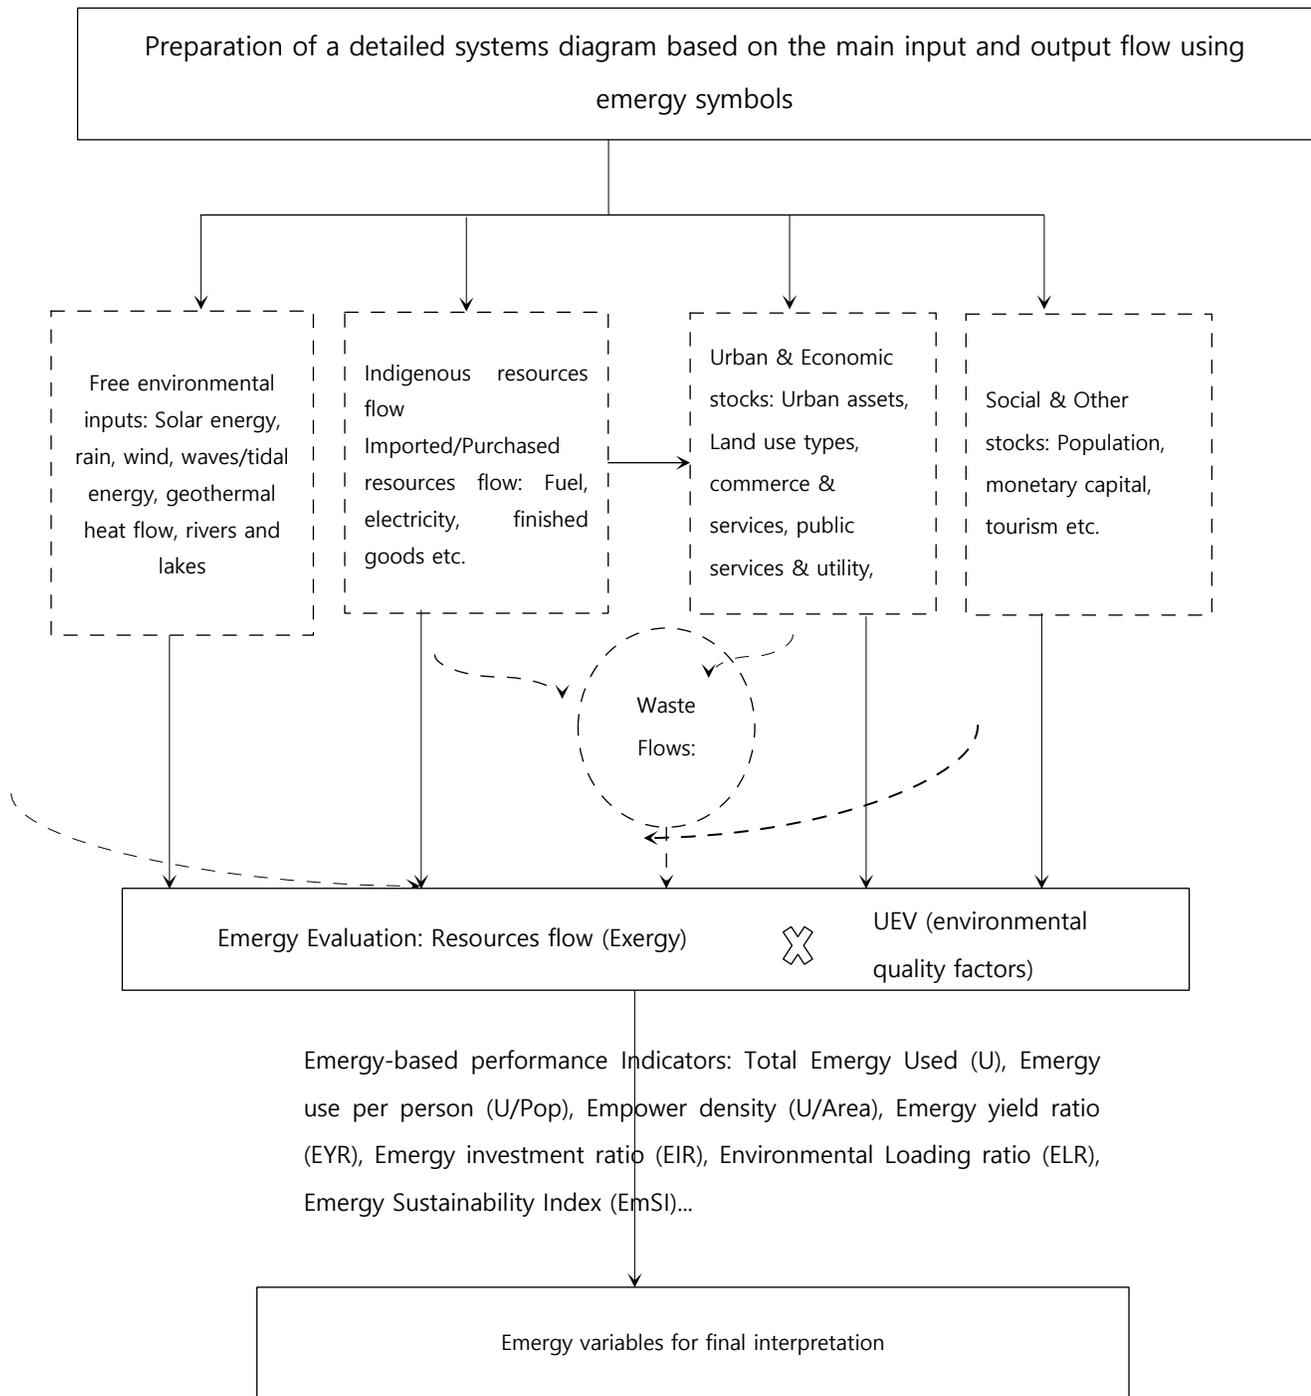 Preparation of a detailed systems diagram based on the main input and output flow using
emergy symbols
Free environmental
inputs: Solar energy,
rain, wind, waves/tidal
energy, geothermal
heat flow, rivers and
lakes
Indigenous resources
flow
Imported/Purchased
resources flow: Fuel,
electricity, finished
goods etc.
Urban & Economic
stocks: Urban assets,
Land use types,
commerce &
services, public
services & utility,
Social & Other
stocks: Population,
monetary capital,
tourism etc.
Waste
Flows:
Emergy Evaluation: Resources flow (Exergy)
UEV (environmental
quality factors)
Emergy-based performance Indicators: Total Emergy Used (U), Emergy
use per person (U/Pop), Empower density (U/Area), Emergy yield ratio
(EYR), Emergy investment ratio (EIR), Environmental Loading ratio (ELR),
Emergy Sustainability Index (EmSI)...
Emergy variables for final interpretation